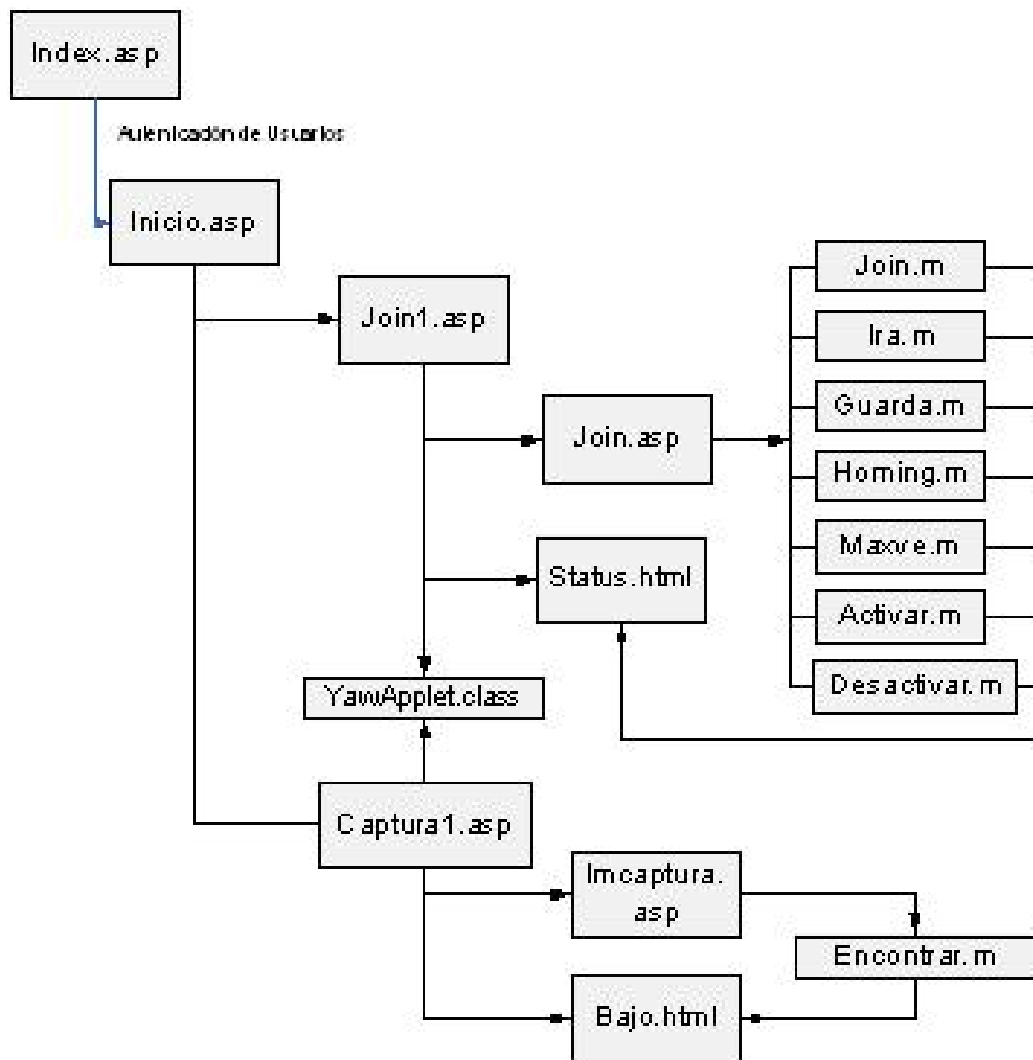 Index.asp
Autenicadón de Usuarios
Inicio.asp
Join1.asp
Join.asp
Status.html
Join.m
Ira.m
Guarda.m
Homing.m
Maxve.m
Activar.m
Desactivar.m
YawApplet.class
Captura1.asp
Imcaptura.
asp
Encontrar.m
Bajo.html